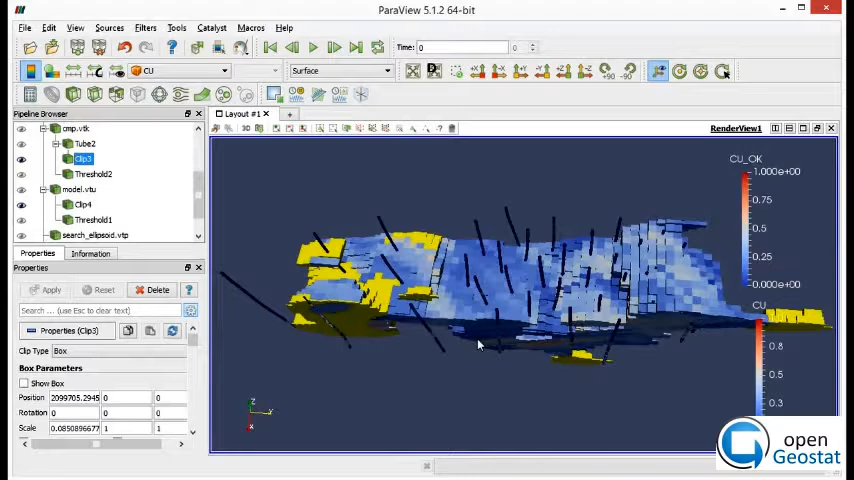 ParaView 5.1.2 64-bit
File Edit View Sources Filters Tools Catalyst Macros Help
Time: 0 0
CU Surface
+X -X +Y -Y +Z -Z +90 -90
Pipeline Browser
cmp.vtk
Tube2
Clip3
Threshold2
model.vtu
Clip4
Threshold1
search_ellipsoid.vtp
Properties Information
Properties
Apply Reset Delete ?
Search ... (use Esc to clear text)
Properties (Clip3)
Clip Type Box
Box Parameters
Show Box
Position 2099705.2945 0 0
Rotation 0 0 0
Scale 0.0850896677 1 1
Layout #1 × +
3D
RenderView1
CU_OK
1.000e+00
0.75
0.5
0.25
0.000e+00
CU
0.8
0.3
Z
Y
X
open
Geostat